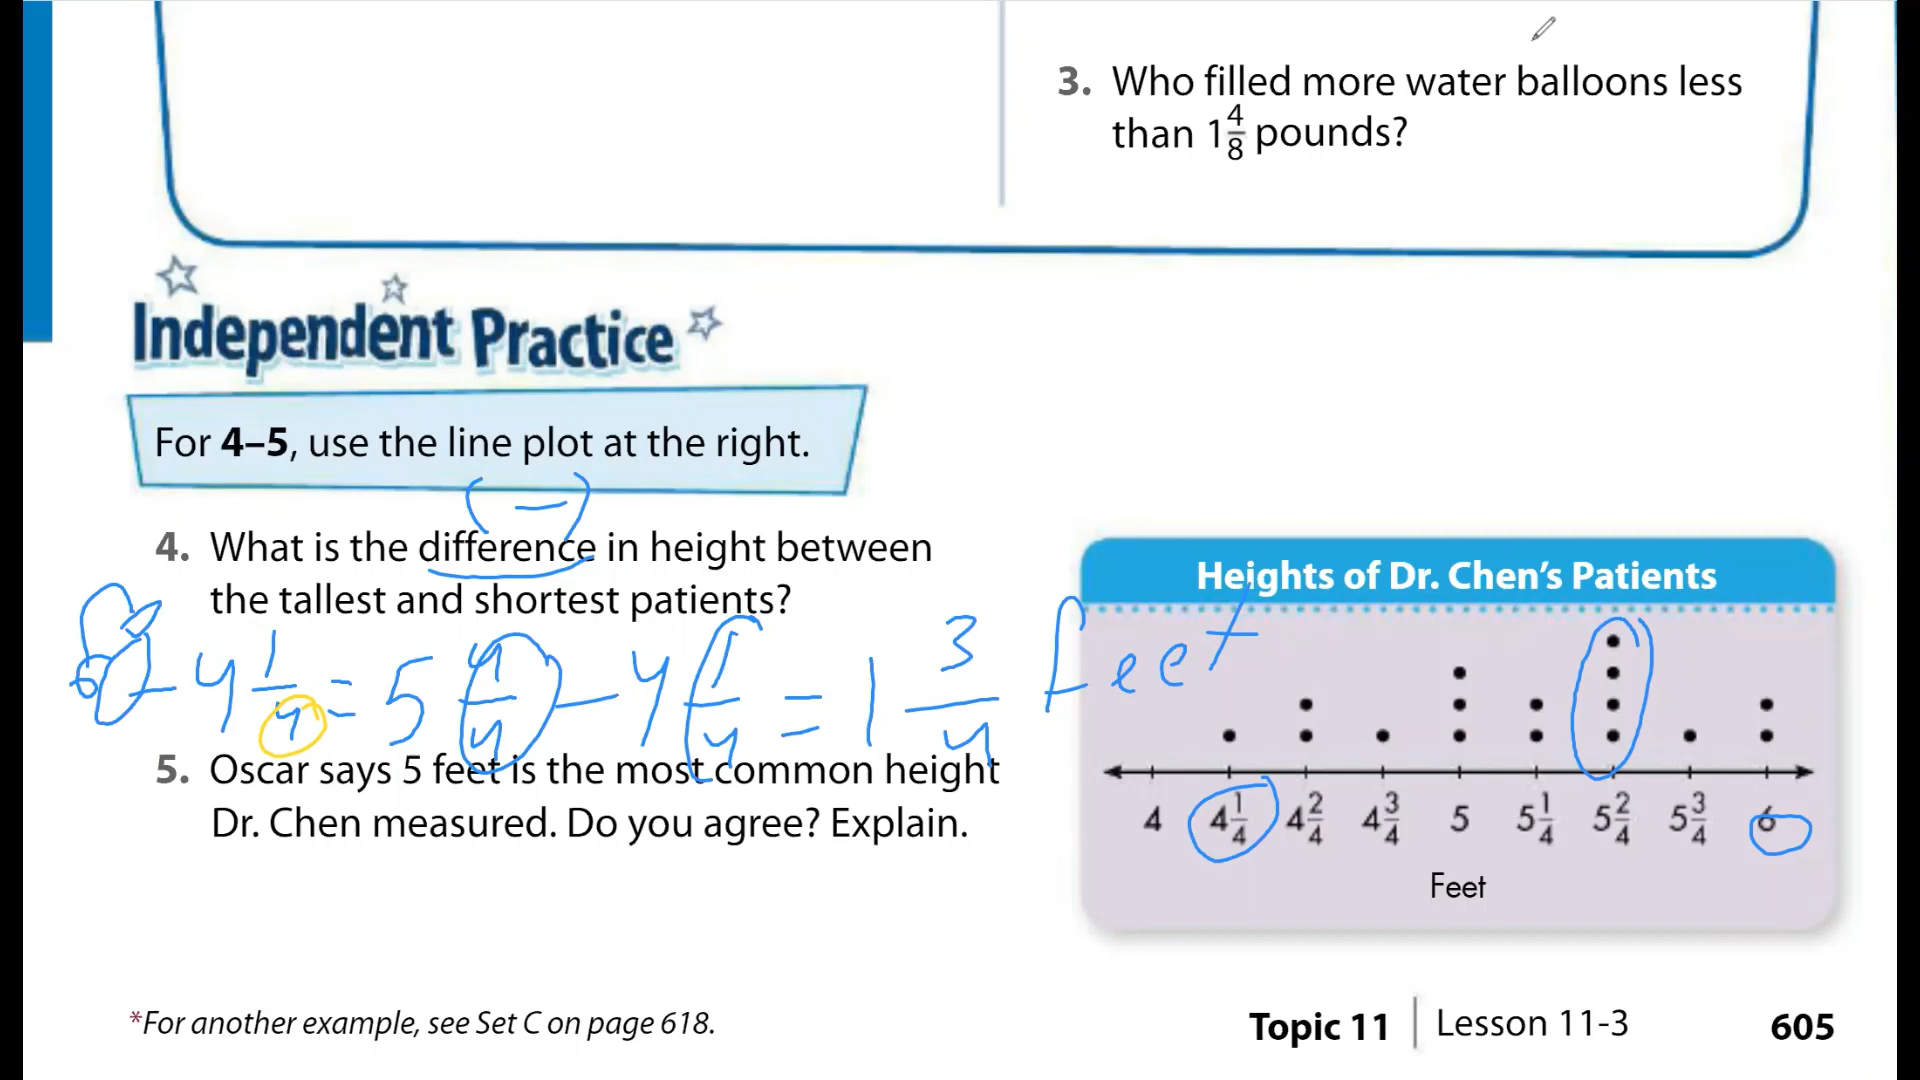 3. Who filled more water balloons less
than 1 4/8 pounds?
Independent Practice
For 4–5, use the line plot at the right.
(−)
4. What is the difference in height between
the tallest and shortest patients?
6 − 4 1/4 = 5 4/4 − 4 1/4 = 1 3/4 feet
5. Oscar says 5 feet is the most common height
Dr. Chen measured. Do you agree? Explain.
Heights of Dr. Chen’s Patients
4 4 1/4 4 2/4 4 3/4 5 5 1/4 5 2/4 5 3/4 6
Feet
*For another example, see Set C on page 618.
Topic 11 | Lesson 11-3 605